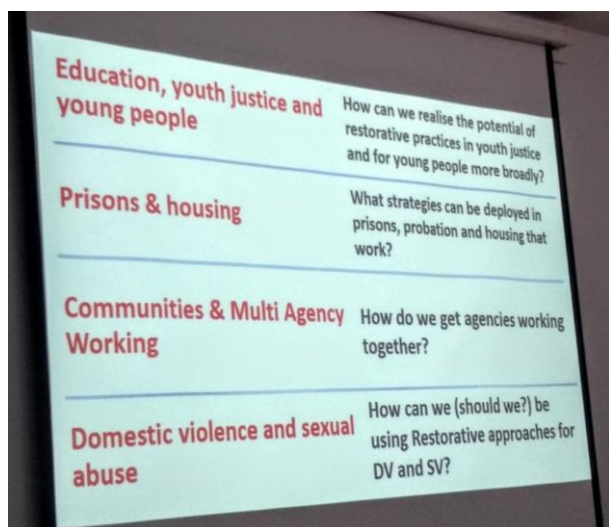 Education, youth justice and
young people
How can we realise the potential of
restorative practices in youth justice
and for young people more broadly?
Prisons & housing
What strategies can be deployed in
prisons, probation and housing that
work?
Communities & Multi Agency
Working
How do we get agencies working
together?
Domestic violence and sexual
abuse
How can we (should we?) be
using Restorative approaches for
DV and SV?